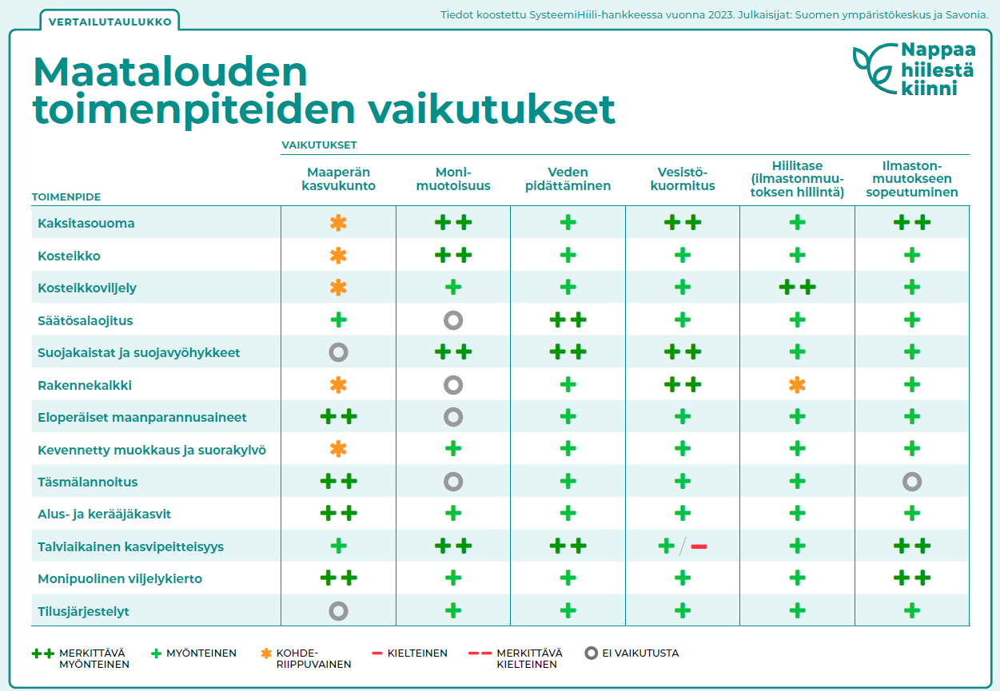 VERTAILUTAULUKKO
Tiedot koostettu SysteemiHiili-hankkeessa vuonna 2023. Julkaisijat: Suomen ympäristökeskus ja Savonia.
Nappaa
hiilestä
kiinni
Maatalouden
toimenpiteiden vaikutukset
VAIKUTUKSET
TOIMENPIDE
Maaperän
kasvukunto
Moni-
muotoisuus
Veden
pidättäminen
Vesistö-
kuormitus
Hiilitase
(ilmastonmuu-
toksen hillintä)
Ilmaston-
muutokseen
sopeutuminen
Kaksitasouoma * ++ + ++ + ++
Kosteikko * ++ + + + +
Kosteikkoviljely * + + + ++ +
Säätösalaojitus + O ++ + + +
Suojakaistat ja suojavyöhykkeet O ++ ++ ++ + +
Rakennekalkki * O + ++ * +
Eloperäiset maanparannusaineet ++ O + + + +
Kevennetty muokkaus ja suorakylvö * + + + + +
Täsmälannoitus ++ O + + + O
Alus- ja kerääjäkasvit ++ + + + + +
Talviaikainen kasvipeitteisyys + ++ ++ + / − + ++
Monipuolinen viljelykierto ++ + + + + ++
Tilusjärjestelyt O + + + + +
++ MERKITTÄVÄ
MYÖNTEINEN
+ MYÖNTEINEN
* KOHDE-
RIIPPUVAINEN
− KIELTEINEN
−− MERKITTÄVÄ
KIELTEINEN
O EI VAIKUTUSTA